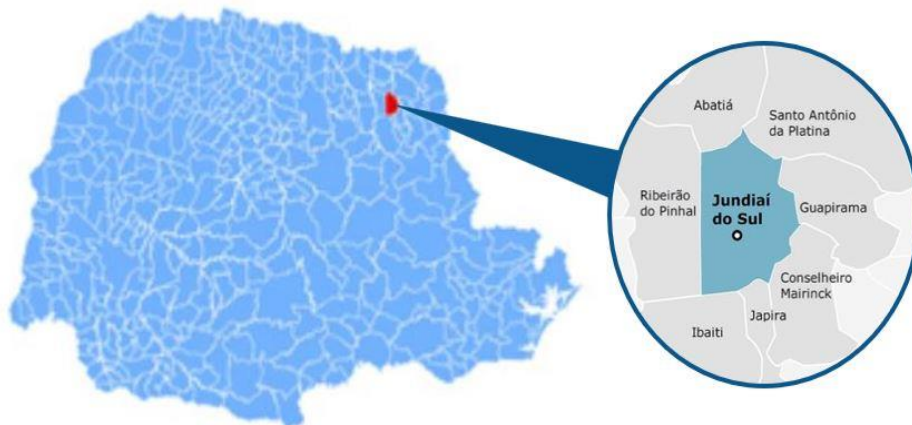 Abatiá
Santo Antônio
da Platina
Ribeirão
do Pinhal
Jundiaí
do Sul
Guapirama
Conselheiro
Mairinck
Japira
Ibaiti